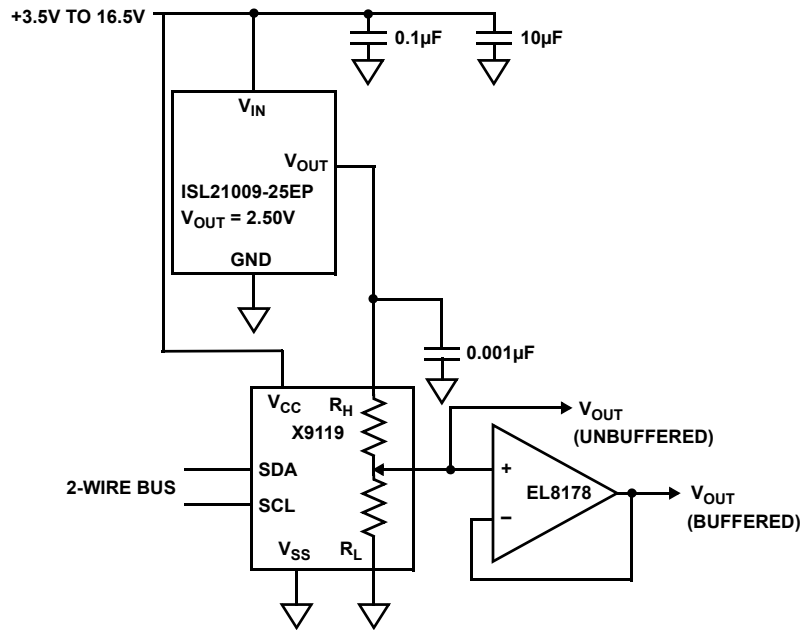 +3.5V TO 16.5V
0.1µF
10µF
VIN
VOUT
ISL21009-25EP
VOUT = 2.50V
GND
0.001µF
VCC
RH
X9119
VOUT
(UNBUFFERED)
2-WIRE BUS
SDA
SCL
+
EL8178
–
VOUT
(BUFFERED)
VSS
RL